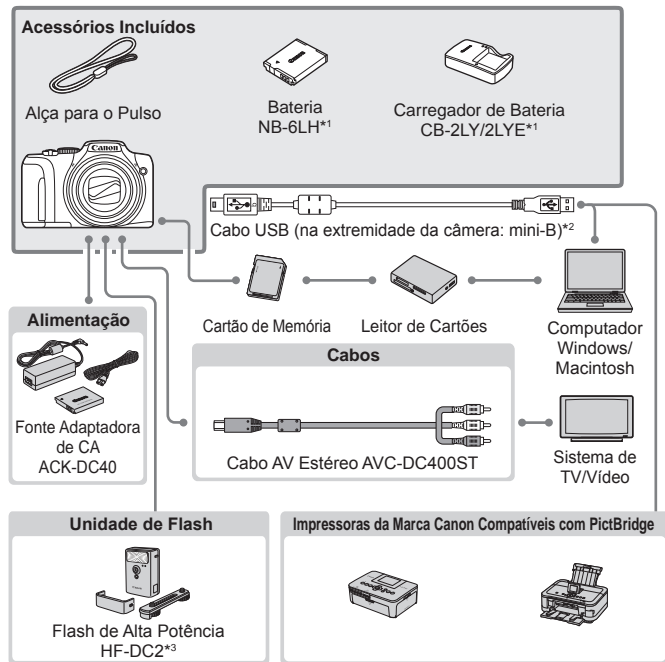 Acessórios Incluídos
Alça para o Pulso
Bateria
NB-6LH*1
Carregador de Bateria
CB-2LY/2LYE*1
Canon
Cabo USB (na extremidade da câmera: mini-B)*2
Cartão de Memória
Leitor de Cartões
Computador
Windows/
Macintosh
Alimentação
Fonte Adaptadora
de CA
ACK-DC40
Cabos
Cabo AV Estéreo AVC-DC400ST
Sistema de
TV/Vídeo
Unidade de Flash
Flash de Alta Potência
HF-DC2*3
Impressoras da Marca Canon Compatíveis com PictBridge